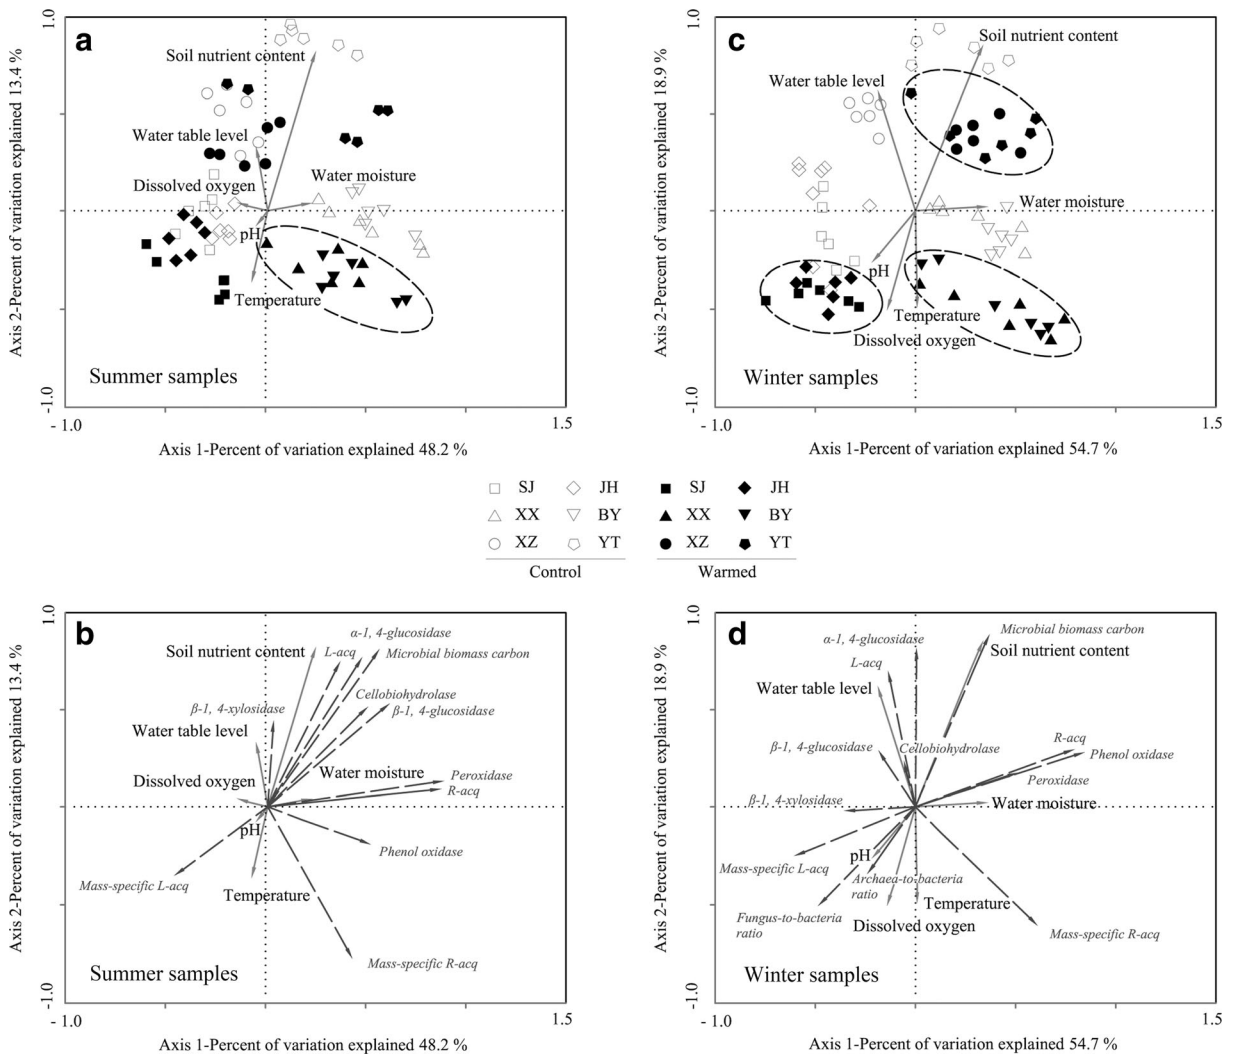 a
1.0
Axis 2-Percent of variation explained 13.4 %
-1.0
Soil nutrient content
Water table level
Dissolved oxygen
Water moisture
pH
Temperature
Summer samples
- 1.0
1.5
Axis 1-Percent of variation explained 48.2 %
c
1.0
Axis 2-Percent of variation explained 18.9 %
-1.0
Soil nutrient content
Water table level
Water moisture
pH
Temperature
Dissolved oxygen
Winter samples
- 1.0
1.5
Axis 1-Percent of variation explained 54.7 %
SJ JH SJ JH
XX BY XX BY
XZ YT XZ YT
Control Warmed
b
1.0
Axis 2-Percent of variation explained 13.4 %
-1.0
α-1, 4-glucosidase
Soil nutrient content
L-acq
Microbial biomass carbon
Cellobiohydrolase
β-1, 4-xylosidase
β-1, 4-glucosidase
Water table level
Water moisture
Dissolved oxygen
Peroxidase
R-acq
pH
Phenol oxidase
Mass-specific L-acq
Temperature
Mass-specific R-acq
Summer samples
- 1.0
1.5
Axis 1-Percent of variation explained 48.2 %
d
1.0
Axis 2-Percent of variation explained 18.9 %
-1.0
Microbial biomass carbon
α-1, 4-glucosidase
Soil nutrient content
L-acq
Water table level
R-acq
β-1, 4-glucosidase
Cellobiohydrolase
Phenol oxidase
Peroxidase
β-1, 4-xylosidase
Water moisture
pH
Mass-specific L-acq
Archaea-to-bacteria
ratio
Temperature
Fungus-to-bacteria
ratio
Dissolved oxygen
Mass-specific R-acq
Winter samples
- 1.0
1.5
Axis 1-Percent of variation explained 54.7 %